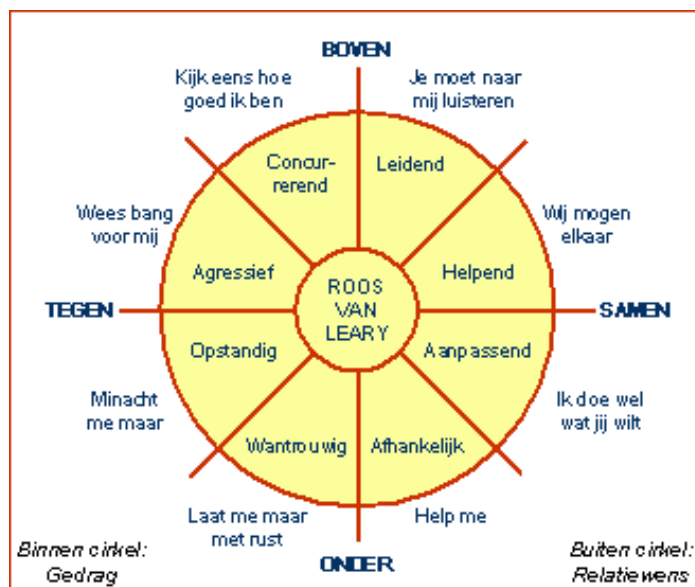 BOVEN
Kijk eens hoe
goed ik ben
Je moet naar
mij luisteren
Concur-
rerend
Leidend
Wees bang
voor mij
Wij mogen
elkaar
Agressief
Helpend
ROOS
VAN
LEARY
TEGEN
SAMEN
Opstandig
Aanpassend
Minacht
me maar
Ik doe wel
wat jij wilt
Wantrouwig
Afhankelijk
Laat me maar
met rust
Help me
ONDER
Binnen cirkel:
Gedrag
Buiten cirkel:
Relatiewens